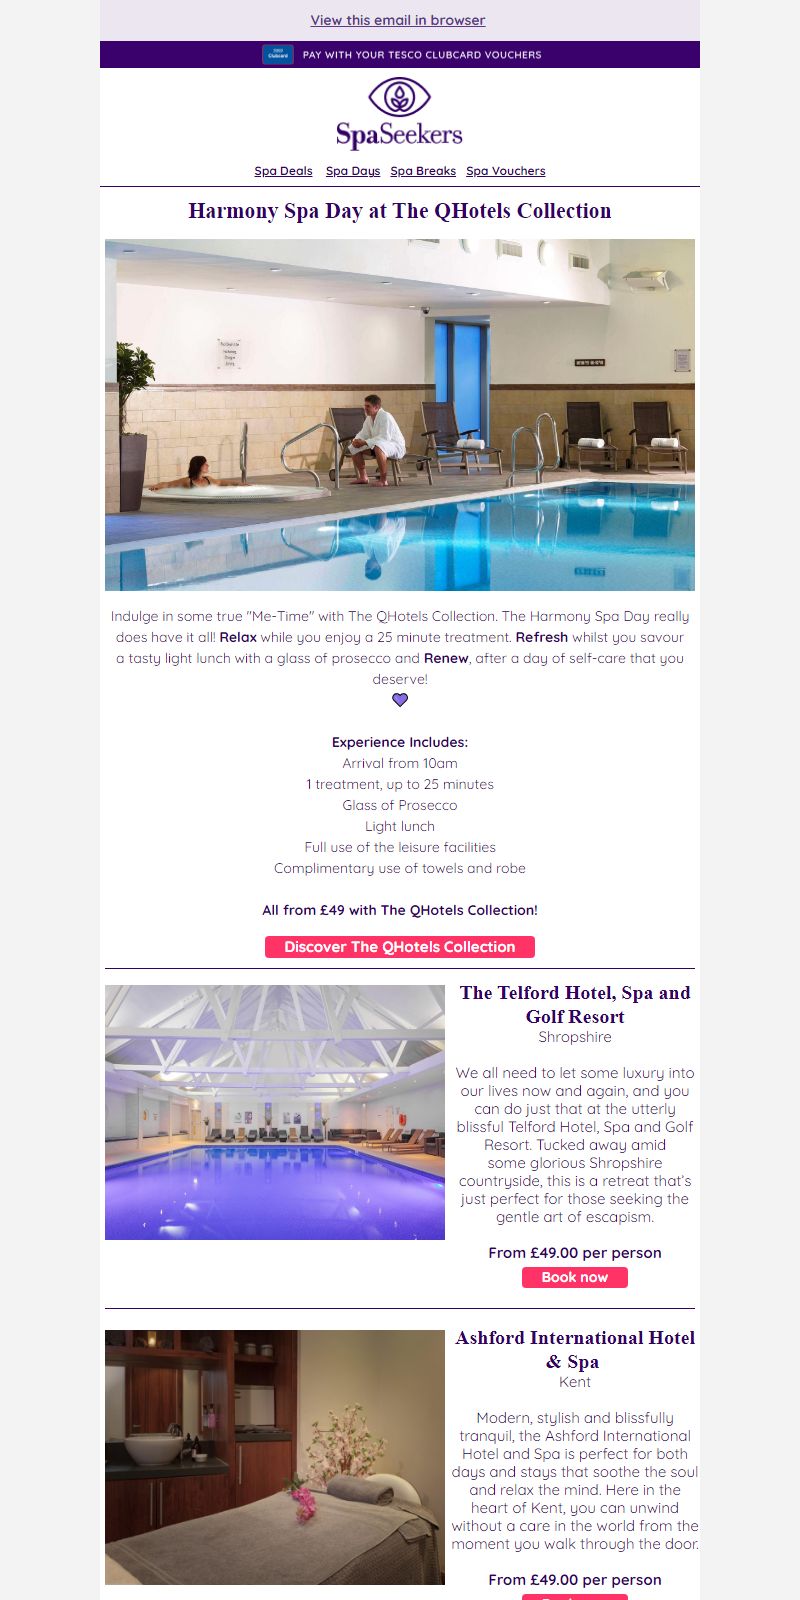 View this email in browser
Clubcard
PAY WITH YOUR TESCO CLUBCARD VOUCHERS
SpaSeekers
Spa Deals Spa Days Spa Breaks Spa Vouchers
Harmony Spa Day at The QHotels Collection
Indulge in some true "Me-Time" with The QHotels Collection. The Harmony Spa Day really
does have it all! Relax while you enjoy a 25 minute treatment. Refresh whilst you savour
a tasty light lunch with a glass of prosecco and Renew, after a day of self-care that you
deserve!
Experience Includes:
Arrival from 10am
1 treatment, up to 25 minutes
Glass of Prosecco
Light lunch
Full use of the leisure facilities
Complimentary use of towels and robe
All from £49 with The QHotels Collection!
Discover The QHotels Collection
The Telford Hotel, Spa and
Golf Resort
Shropshire
We all need to let some luxury into
our lives now and again, and you
can do just that at the utterly
blissful Telford Hotel, Spa and Golf
Resort. Tucked away amid
some glorious Shropshire
countryside, this is a retreat that's
just perfect for those seeking the
gentle art of escapism.
From £49.00 per person
Book now
Ashford International Hotel
& Spa
Kent
Modern, stylish and blissfully
tranquil, the Ashford International
Hotel and Spa is perfect for both
days and stays that soothe the soul
and relax the mind. Here in the
heart of Kent, you can unwind
without a care in the world from the
moment you walk through the door.
From £49.00 per person